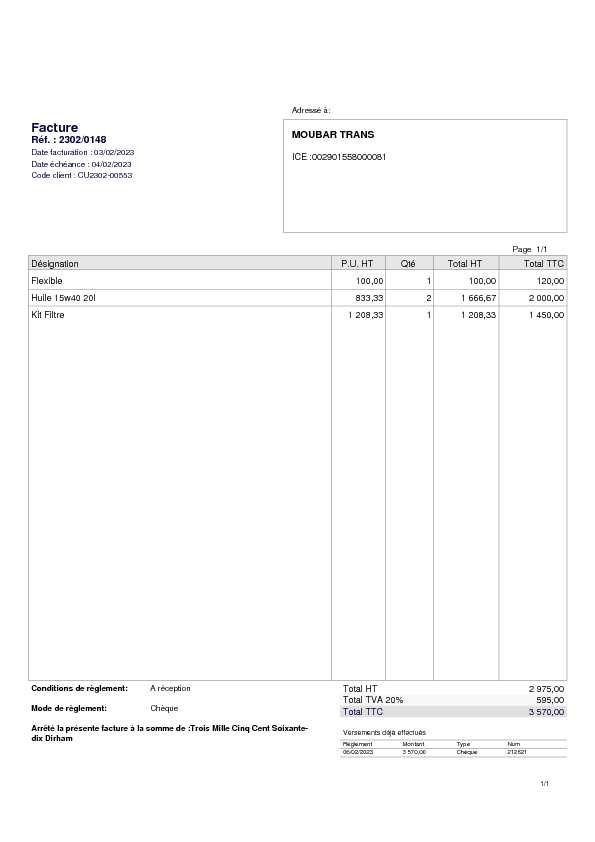 Adressé à:
Facture
Réf. : 2302/0148
Date facturation : 03/02/2023
Date échéance : 04/02/2023
Code client : CU2302-00553
MOUBAR TRANS
ICE :002901558000081
Page 1/1
Désignation P.U. HT Qté Total HT Total TTC
Flexible 100,00 1 100,00 120,00
Huile 15w40 20l 833,33 2 1 666,67 2 000,00
Kit Filtre 1 208,33 1 1 208,33 1 450,00
Conditions de règlement: A réception
Total HT 2 975,00
Total TVA 20% 595,00
Mode de règlement: Chèque
Total TTC 3 570,00
Arrêté la présente facture à la somme de :Trois Mille Cinq Cent Soixante-
dix Dirham
Versements déjà effectués
Règlement Montant Type Num
06/02/2023 3 570,00 Chèque 212821
1/1